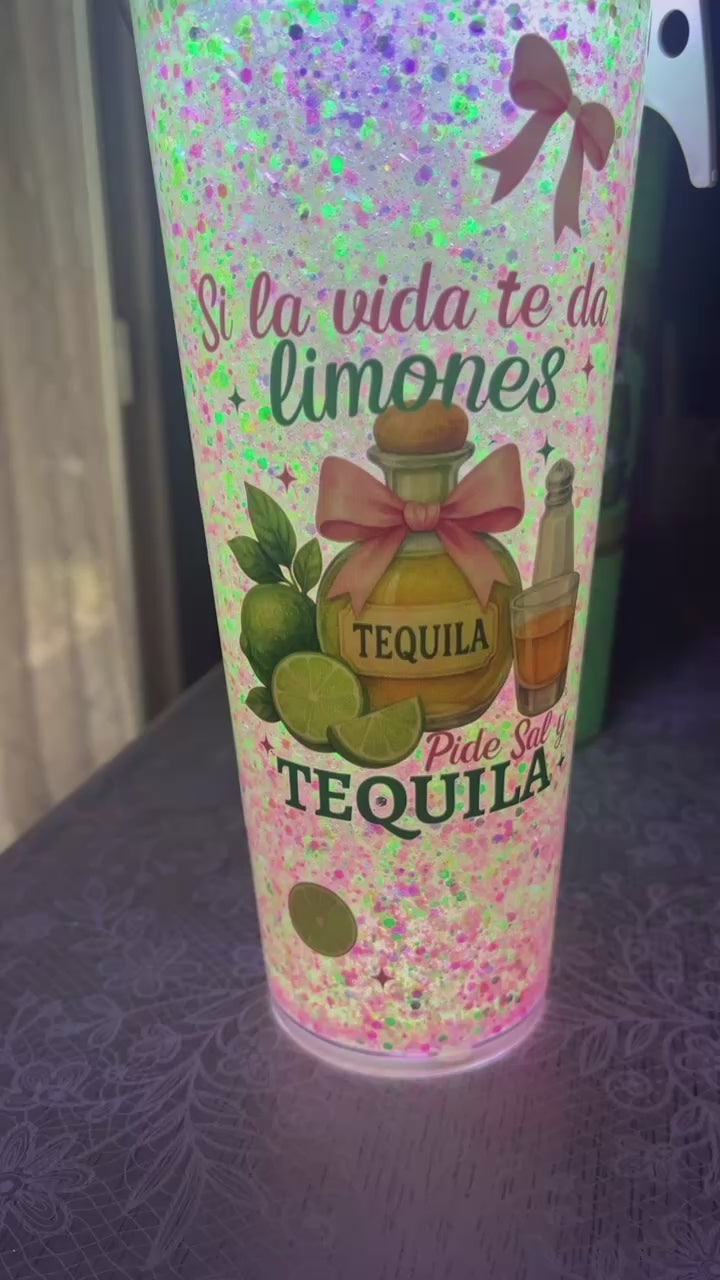 Si la vida te da
limones
TEQUILA
Pide Sal y
TEQUILA